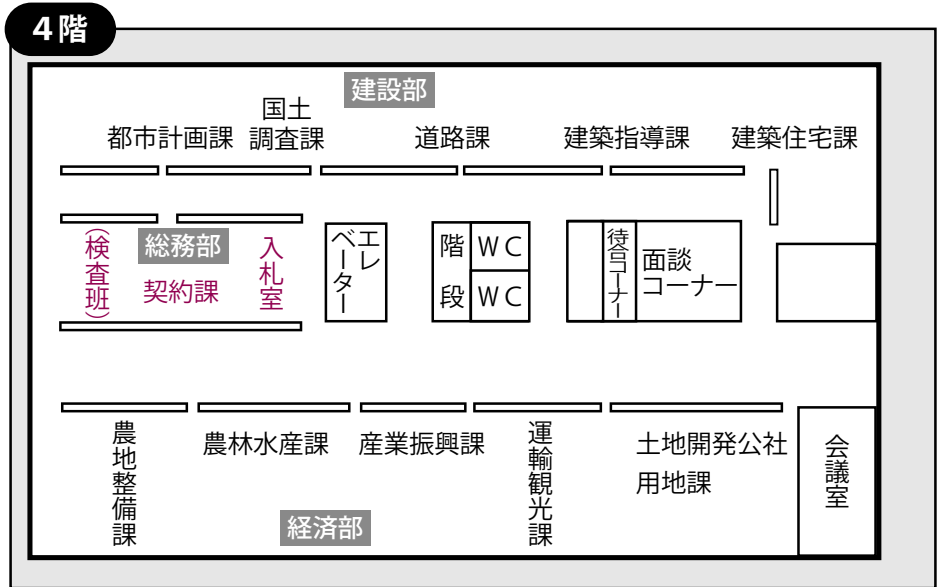 4階
建設部
都市計画課
国土
調査課
道路課
建築指導課
建築住宅課
(検査班)
総務部
契約課
入札室
エレ
ベーター
階段
WC
WC
待合コーナー
面談
コーナー
農地整備課
農林水産課
産業振興課
運輸観光課
土地開発公社
用地課
会議室
経済部